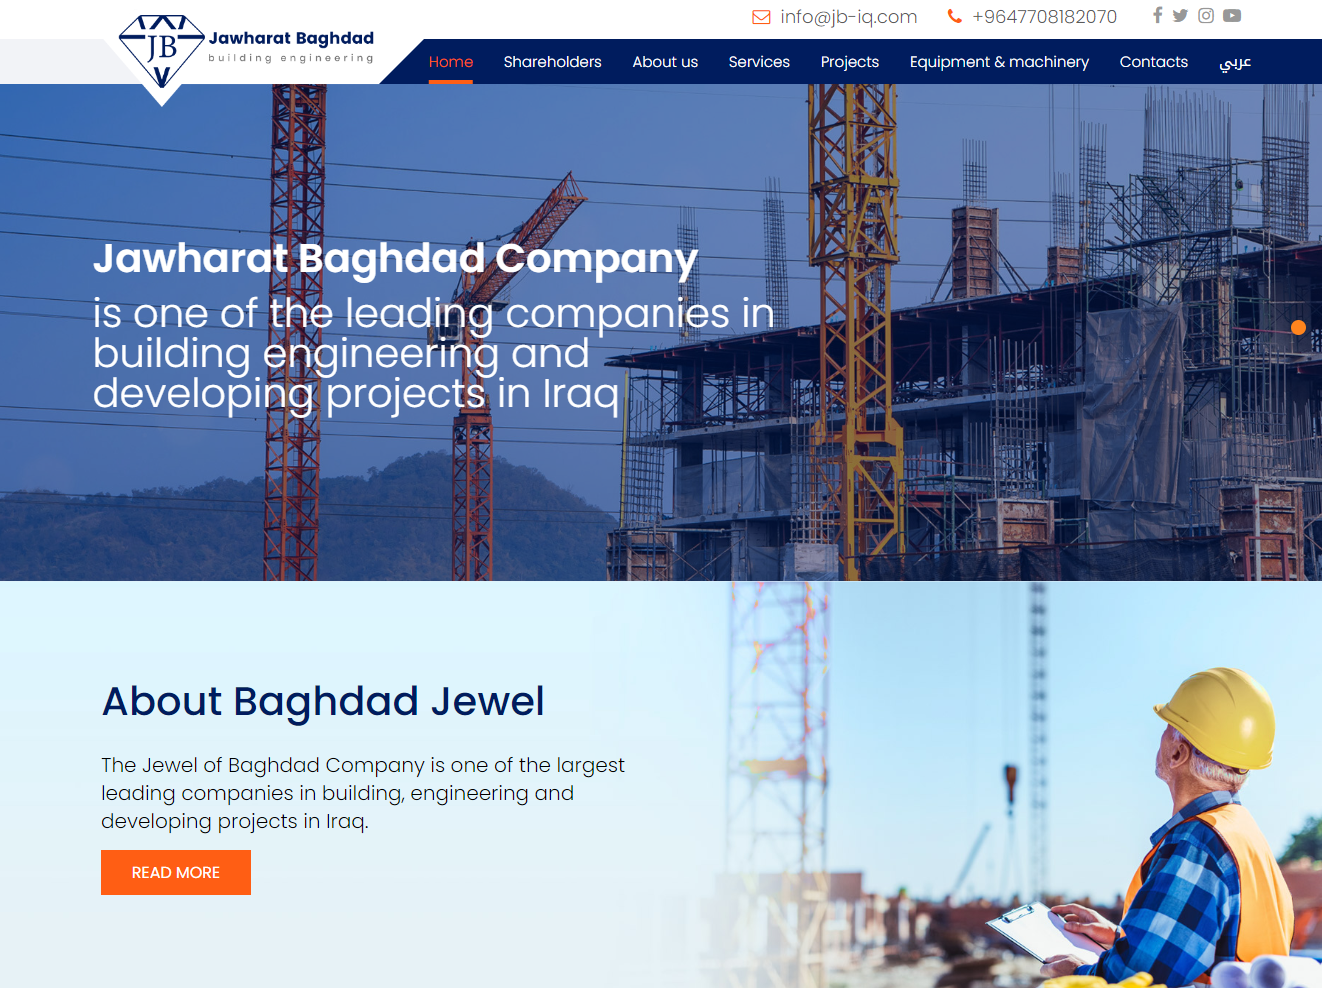 info@jb-iq.com
+9647708182070
JB
Jawharat Baghdad
building engineering
Home
Shareholders
About us
Services
Projects
Equipment & machinery
Contacts
عربي
Jawharat Baghdad Company
is one of the leading companies in
building engineering and
developing projects in Iraq
About Baghdad Jewel
The Jewel of Baghdad Company is one of the largest
leading companies in building, engineering and
developing projects in Iraq.
READ MORE